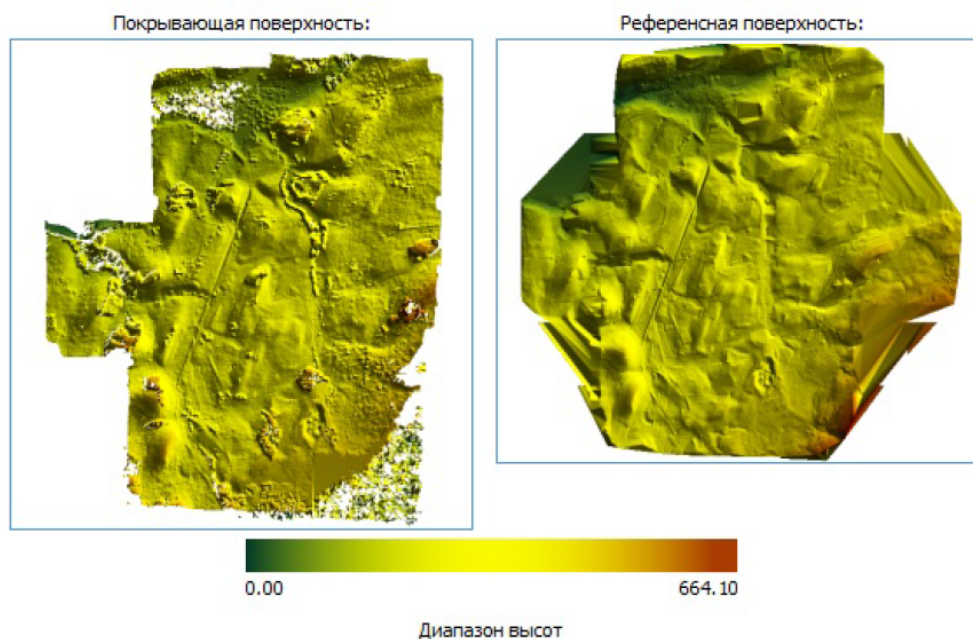 Покрывающая поверхность:
Референсная поверхность:
0.00
664.10
Диапазон высот